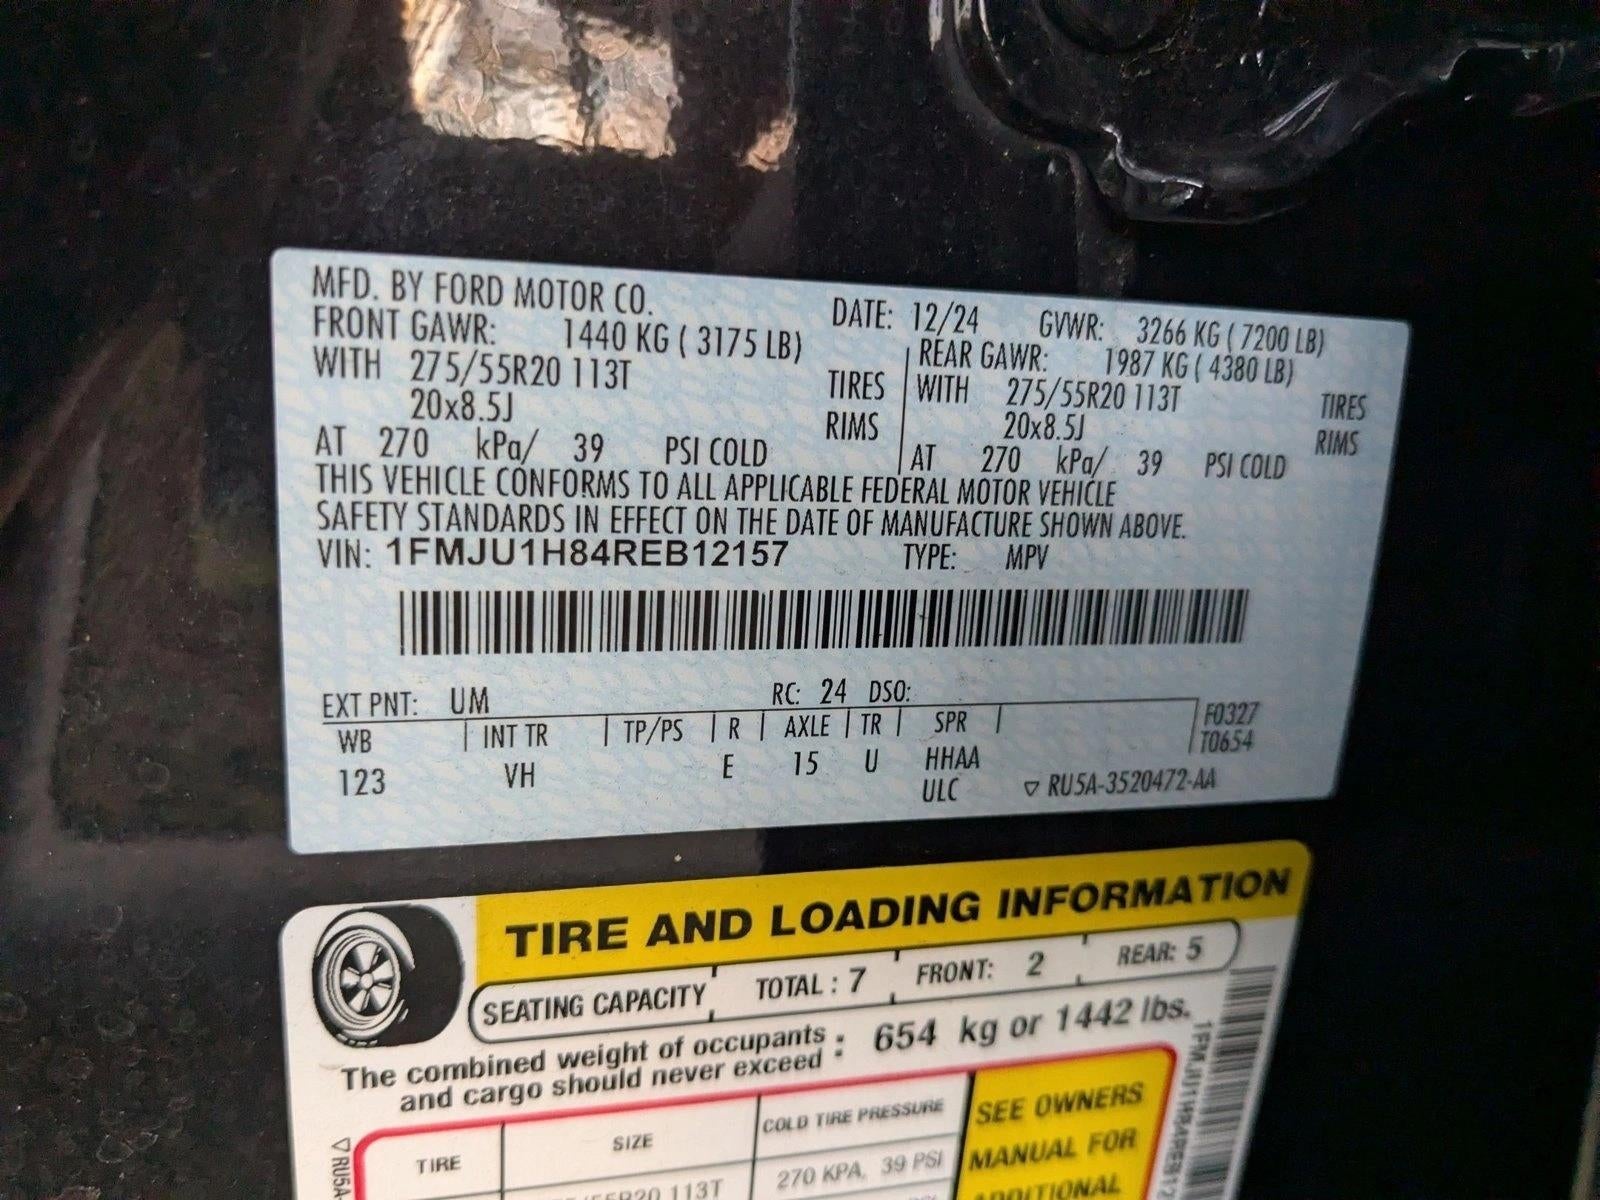 MFD. BY FORD MOTOR CO. DATE: 12/24 GVWR: 3266 KG ( 7200 LB)
FRONT GAWR: 1440 KG ( 3175 LB) REAR GAWR: 1987 KG ( 4380 LB)
WITH 275/55R20 113T TIRES WITH 275/55R20 113T TIRES
20x8.5J RIMS 20x8.5J RIMS
AT 270 kPa/ 39 PSI COLD AT 270 kPa/ 39 PSI COLD
THIS VEHICLE CONFORMS TO ALL APPLICABLE FEDERAL MOTOR VEHICLE
SAFETY STANDARDS IN EFFECT ON THE DATE OF MANUFACTURE SHOWN ABOVE.
VIN: 1FMJU1H84REB12157 TYPE: MPV
EXT PNT: UM RC: 24 DSO:
WB INT TR TP/PS R AXLE TR SPR F0327
T0654
123 VH E 15 U HHAA
ULC ▽ RU5A-3520472-AA
TIRE AND LOADING INFORMATION
SEATING CAPACITY TOTAL : 7 FRONT: 2 REAR: 5
The combined weight of occupants and cargo should never exceed : 654 kg or 1442 lbs.
TIRE SIZE COLD TIRE PRESSURE SEE OWNERS
MANUAL FOR
ADDITIONAL
/55R20 113T 270 KPA, 39 PSI
▽ RU5A-